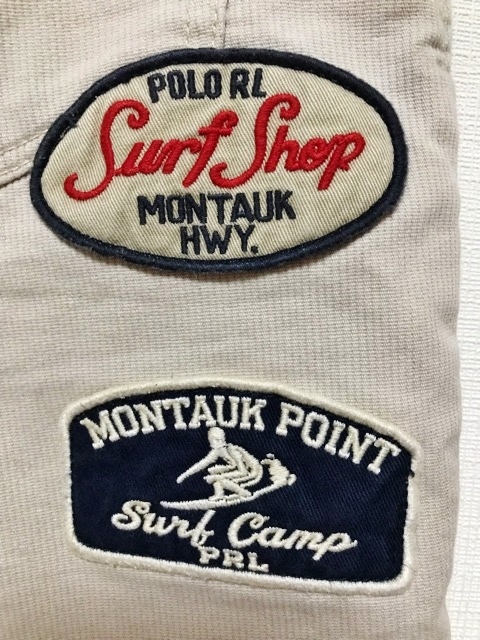 POLO RL
Surf Shop
MONTAUK
HWY.
MONTAUK POINT
Surf Camp
PRL